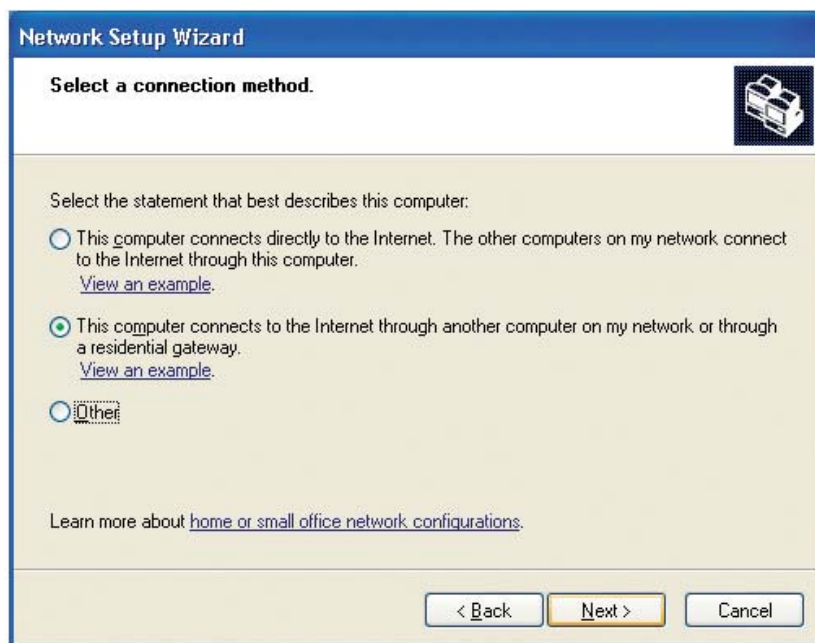 Network Setup Wizard
Select a connection method.
Select the statement that best describes this computer:
This computer connects directly to the Internet. The other computers on my network connect
to the Internet through this computer.
View an example.
This computer connects to the Internet through another computer on my network or through
a residential gateway.
View an example.
Other
Learn more about home or small office network configurations.
< Back Next > Cancel